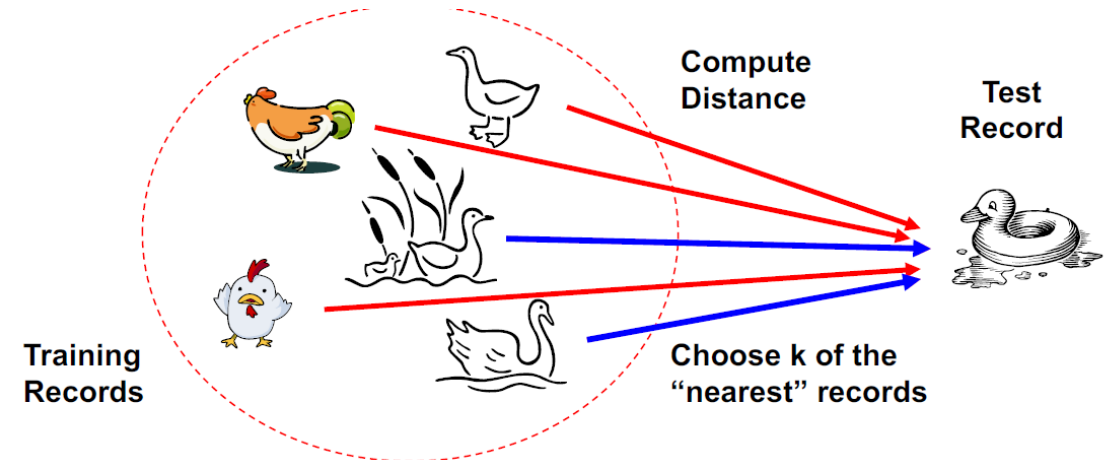 Compute
Distance
Test
Record
Training
Records
Choose k of the
“nearest” records